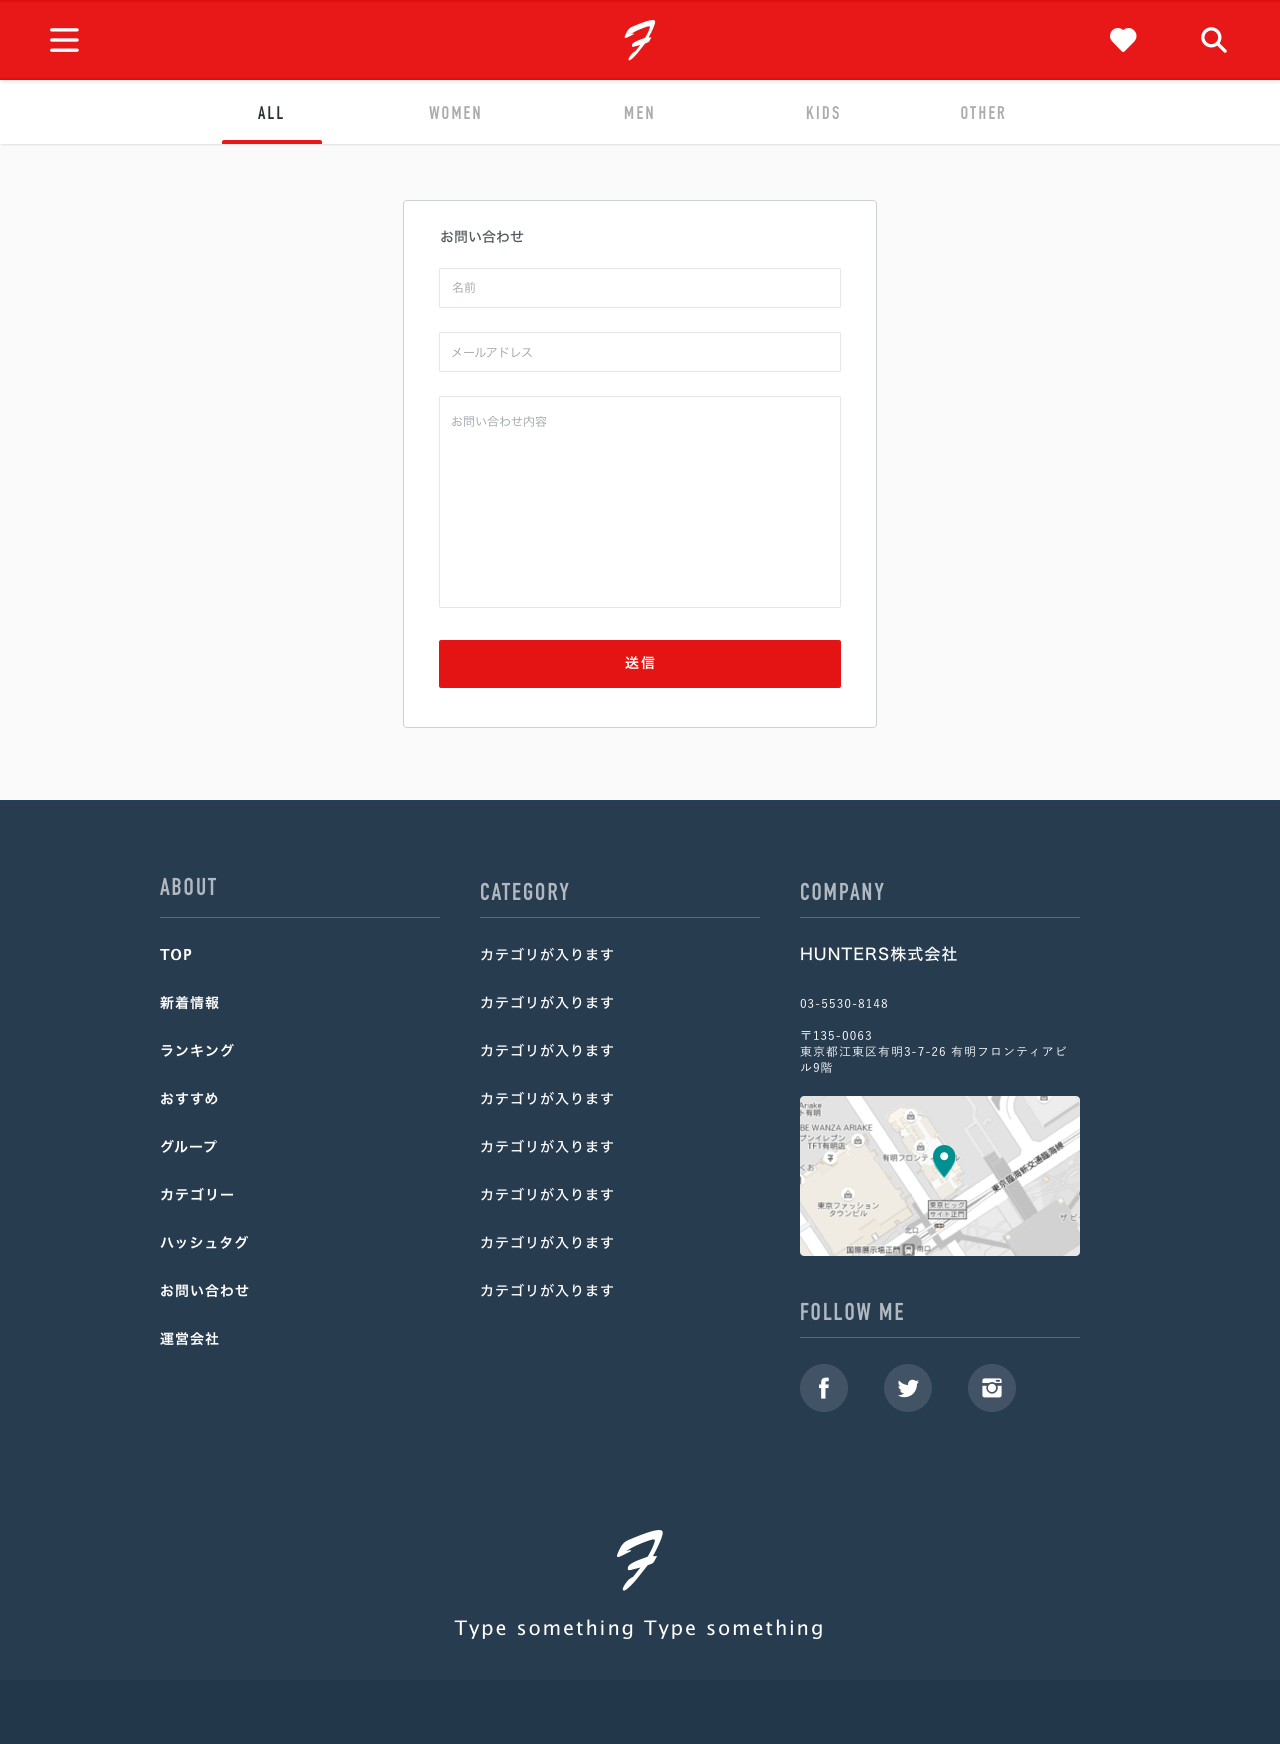 ALL
WOMEN
MEN
KIDS
OTHER
お問い合わせ
名前
メールアドレス
お問い合わせ内容
送信
ABOUT
TOP
新着情報
ランキング
おすすめ
グループ
カテゴリー
ハッシュタグ
お問い合わせ
運営会社
CATEGORY
カテゴリが入ります
カテゴリが入ります
カテゴリが入ります
カテゴリが入ります
カテゴリが入ります
カテゴリが入ります
カテゴリが入ります
カテゴリが入ります
COMPANY
HUNTERS株式会社
03-5530-8148
〒135-0063
東京都江東区有明3-7-26 有明フロンティアビ
ル9階
Ariake
ト有明
BE WANZA ARIAKE
ブンイレブン
TFT有明店
有明フロンティ
ル
くお
東京臨海新交通臨海線
東京ファッション
タウンビル
東京ビッグ
サイト正門
ザ ビ
北口
南口
国際展示場正門
FOLLOW ME
Type something Type something